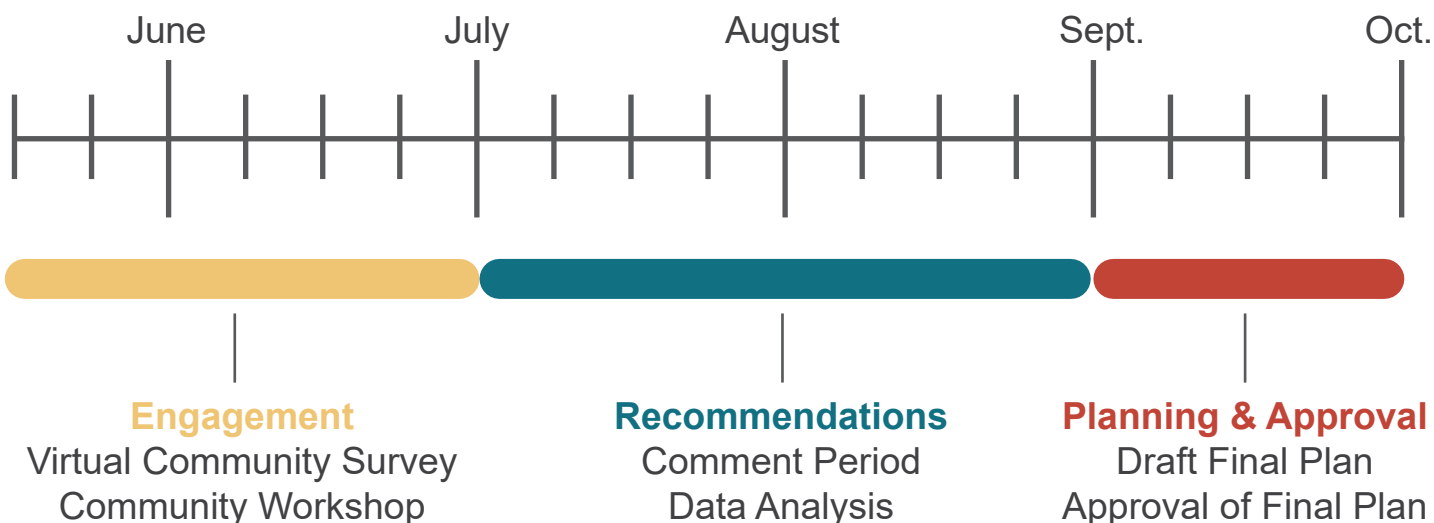 June July August Sept. Oct.
Engagement
Virtual Community Survey
Community Workshop
Recommendations
Comment Period
Data Analysis
Planning & Approval
Draft Final Plan
Approval of Final Plan